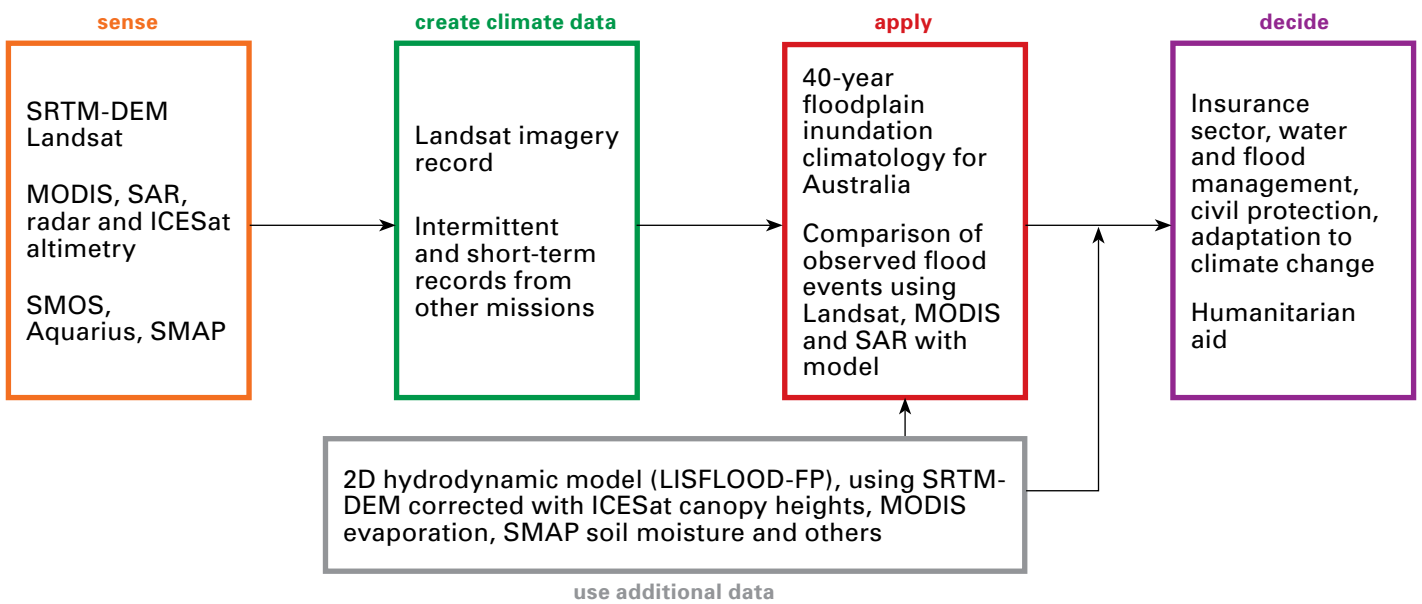 sense
SRTM-DEM
Landsat
MODIS, SAR,
radar and ICESat
altimetry
SMOS,
Aquarius, SMAP
create climate data
Landsat imagery
record
Intermittent
and short-term
records from
other missions
apply
40-year
floodplain
inundation
climatology for
Australia
Comparison of
observed flood
events using
Landsat, MODIS
and SAR with
model
decide
Insurance
sector, water
and flood
management,
civil protection,
adaptation to
climate change
Humanitarian
aid
2D hydrodynamic model (LISFLOOD-FP), using SRTM-
DEM corrected with ICESat canopy heights, MODIS
evaporation, SMAP soil moisture and others
use additional data